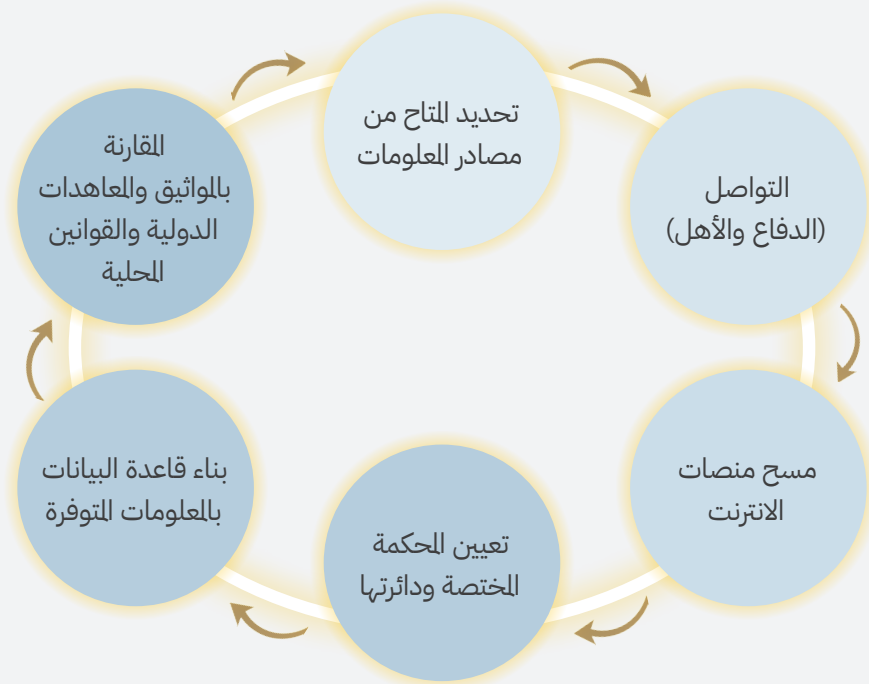 تحديد المتاح من
مصادر المعلومات
التواصل
(الدفاع والأهل)
مسح منصات
الانترنت
تعيين المحكمة
المختصة ودائرتها
بناء قاعدة البيانات
بالمعلومات المتوفرة
المقارنة
بالمواثيق والمعاهدات
الدولية والقوانين
المحلية